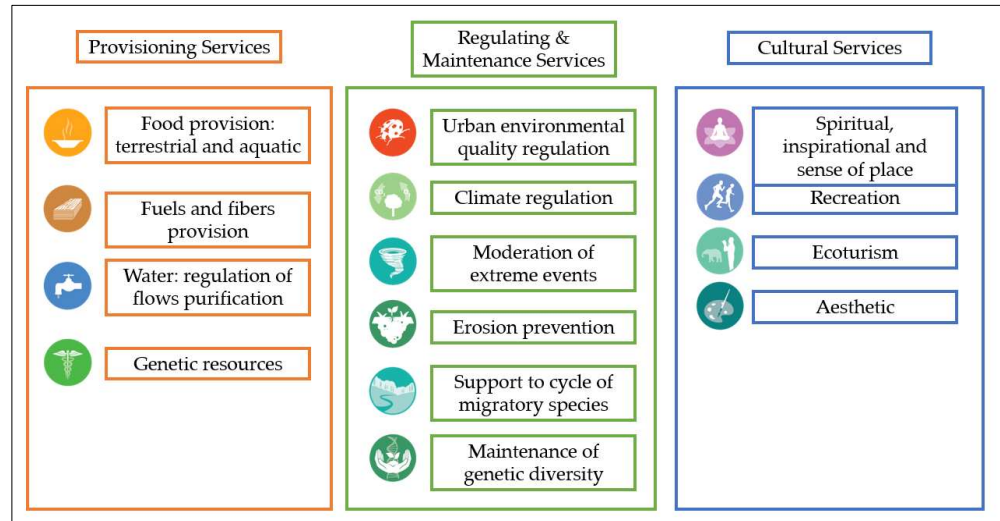 Provisioning Services
Food provision:
terrestrial and aquatic
Fuels and fibers
provision
Water: regulation of
flows purification
Genetic resources
Regulating &
Maintenance Services
Urban environmental
quality regulation
Climate regulation
Moderation of
extreme events
Erosion prevention
Support to cycle of
migratory species
Maintenance of
genetic diversity
Cultural Services
Spiritual,
inspirational and
sense of place
Recreation
Ecoturism
Aesthetic